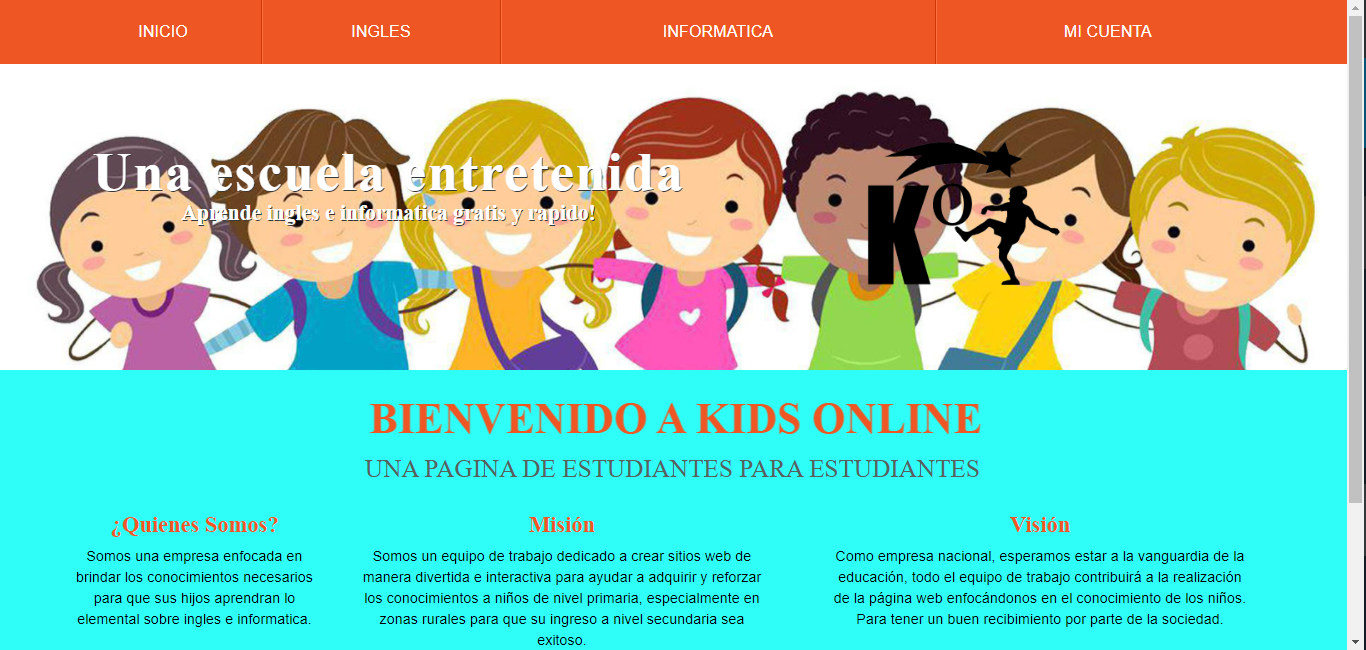 INICIO
INGLES
INFORMATICA
MI CUENTA
Una escuela entretenida
Aprende ingles e informatica gratis y rapido!
KO
BIENVENIDO A KIDS ONLINE
UNA PAGINA DE ESTUDIANTES PARA ESTUDIANTES
¿Quienes Somos?
Somos una empresa enfocada en
brindar los conocimientos necesarios
para que sus hijos aprendran lo
elemental sobre ingles e informatica.
Misión
Somos un equipo de trabajo dedicado a crear sitios web de
manera divertida e interactiva para ayudar a adquirir y reforzar
los conocimientos a niños de nivel primaria, especialmente en
zonas rurales para que su ingreso a nivel secundaria sea
exitoso.
Visión
Como empresa nacional, esperamos estar a la vanguardia de la
educación, todo el equipo de trabajo contribuirá a la realización
de la página web enfocándonos en el conocimiento de los niños.
Para tener un buen recibimiento por parte de la sociedad.